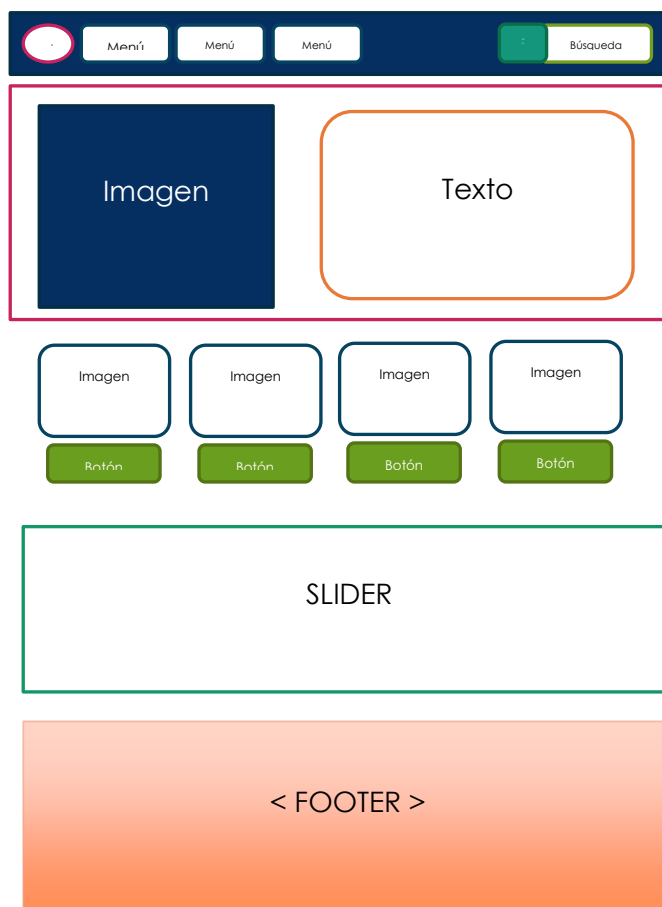 Menú
Menú
Menú
Búsqueda
Imagen
Texto
Imagen
Imagen
Imagen
Imagen
Botón
Botón
Botón
Botón
SLIDER
< FOOTER >